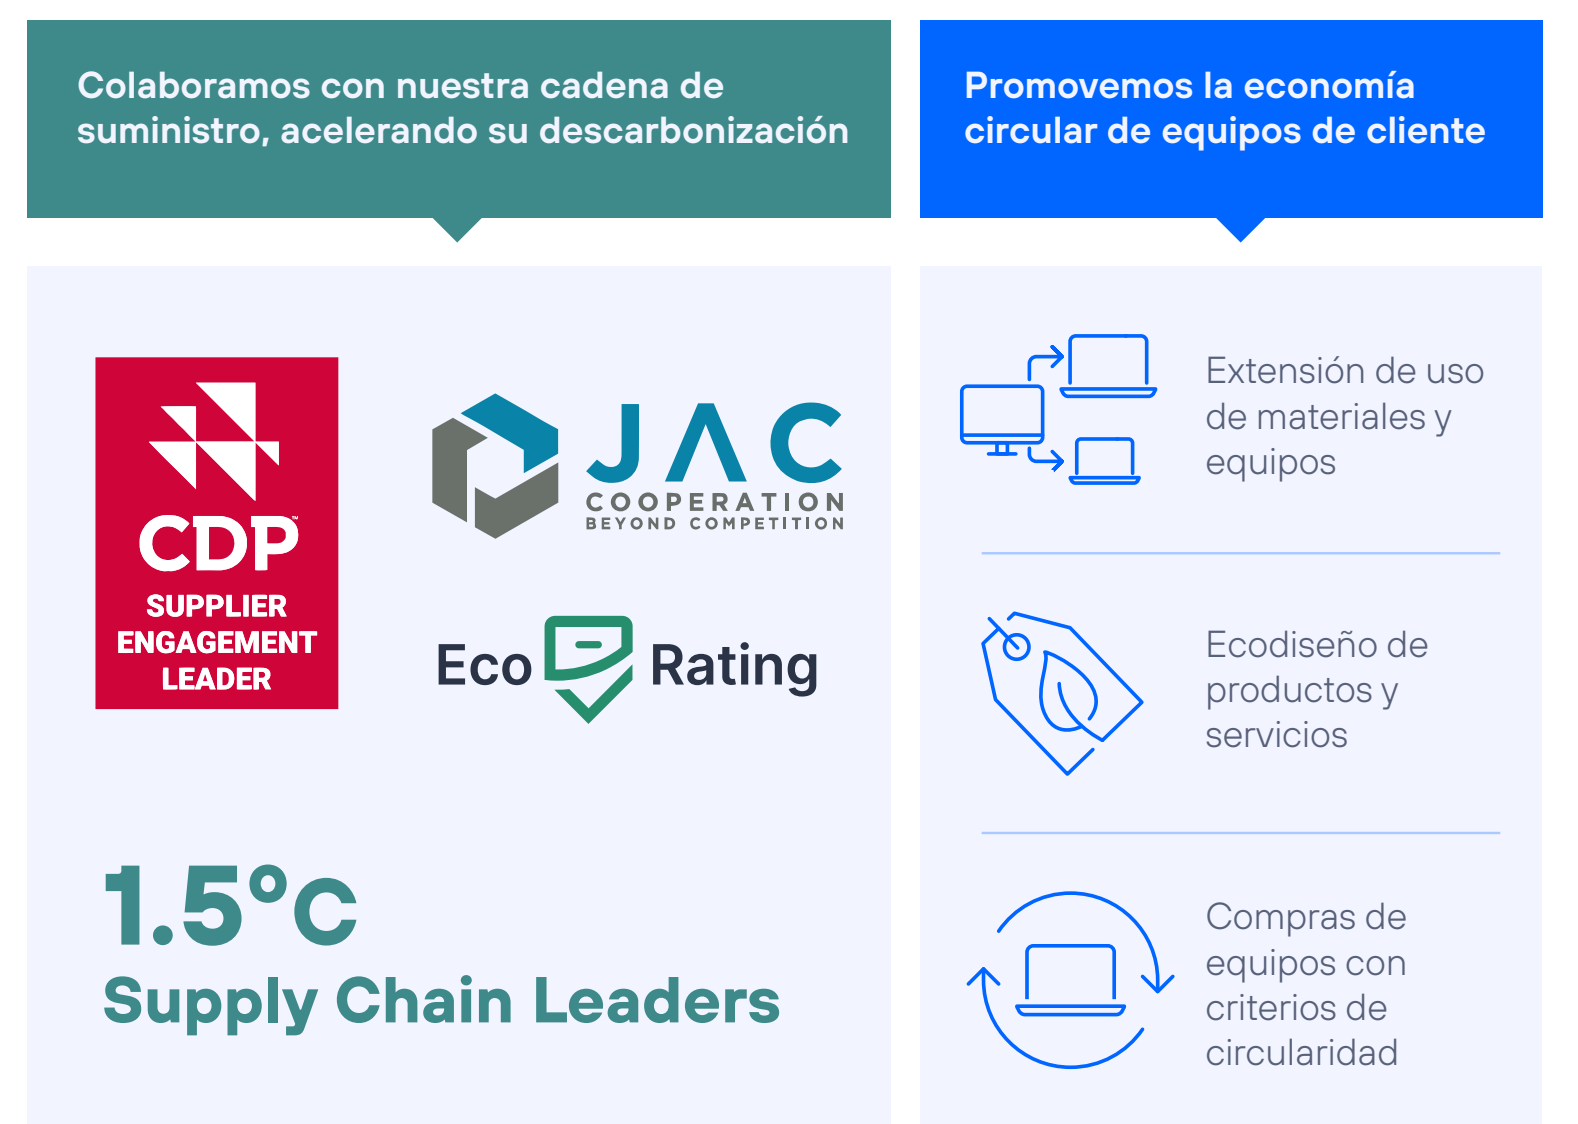 Colaboramos con nuestra cadena de
suministro, acelerando su descarbonización
CDP™
SUPPLIER
ENGAGEMENT
LEADER
JAC
COOPERATION
BEYOND COMPETITION
Eco Rating
1.5°C
Supply Chain Leaders
Promovemos la economía
circular de equipos de cliente
Extensión de uso
de materiales y
equipos
Ecodiseño de
productos y
servicios
Compras de
equipos con
criterios de
circularidad